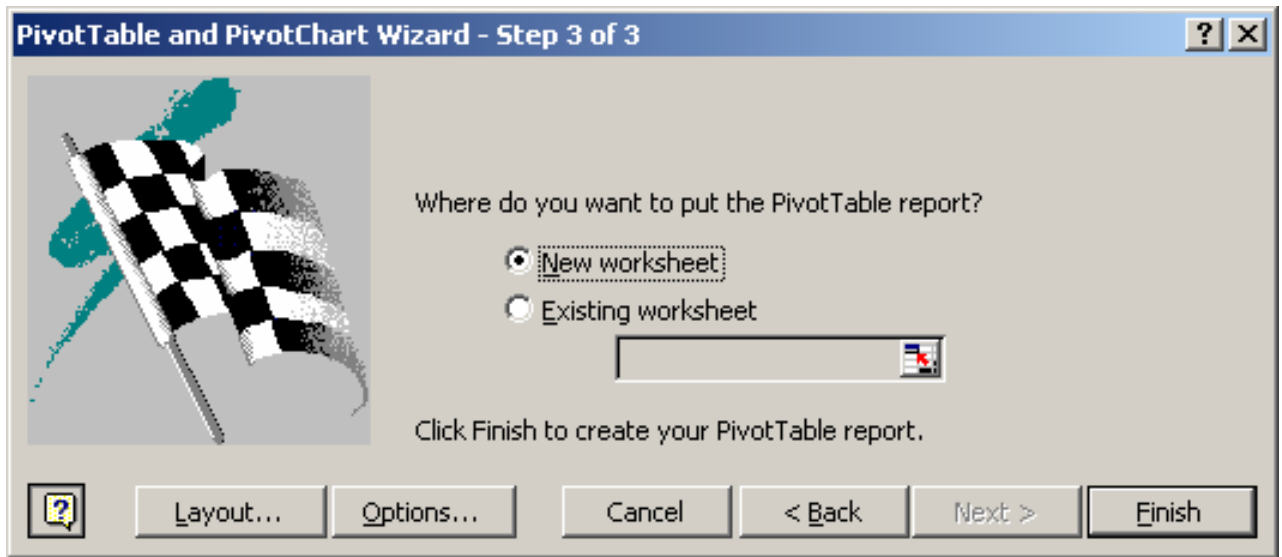 PivotTable and PivotChart Wizard - Step 3 of 3
Where do you want to put the PivotTable report?
New worksheet
Existing worksheet
Click Finish to create your PivotTable report.
Layout... Options... Cancel < Back Next > Finish